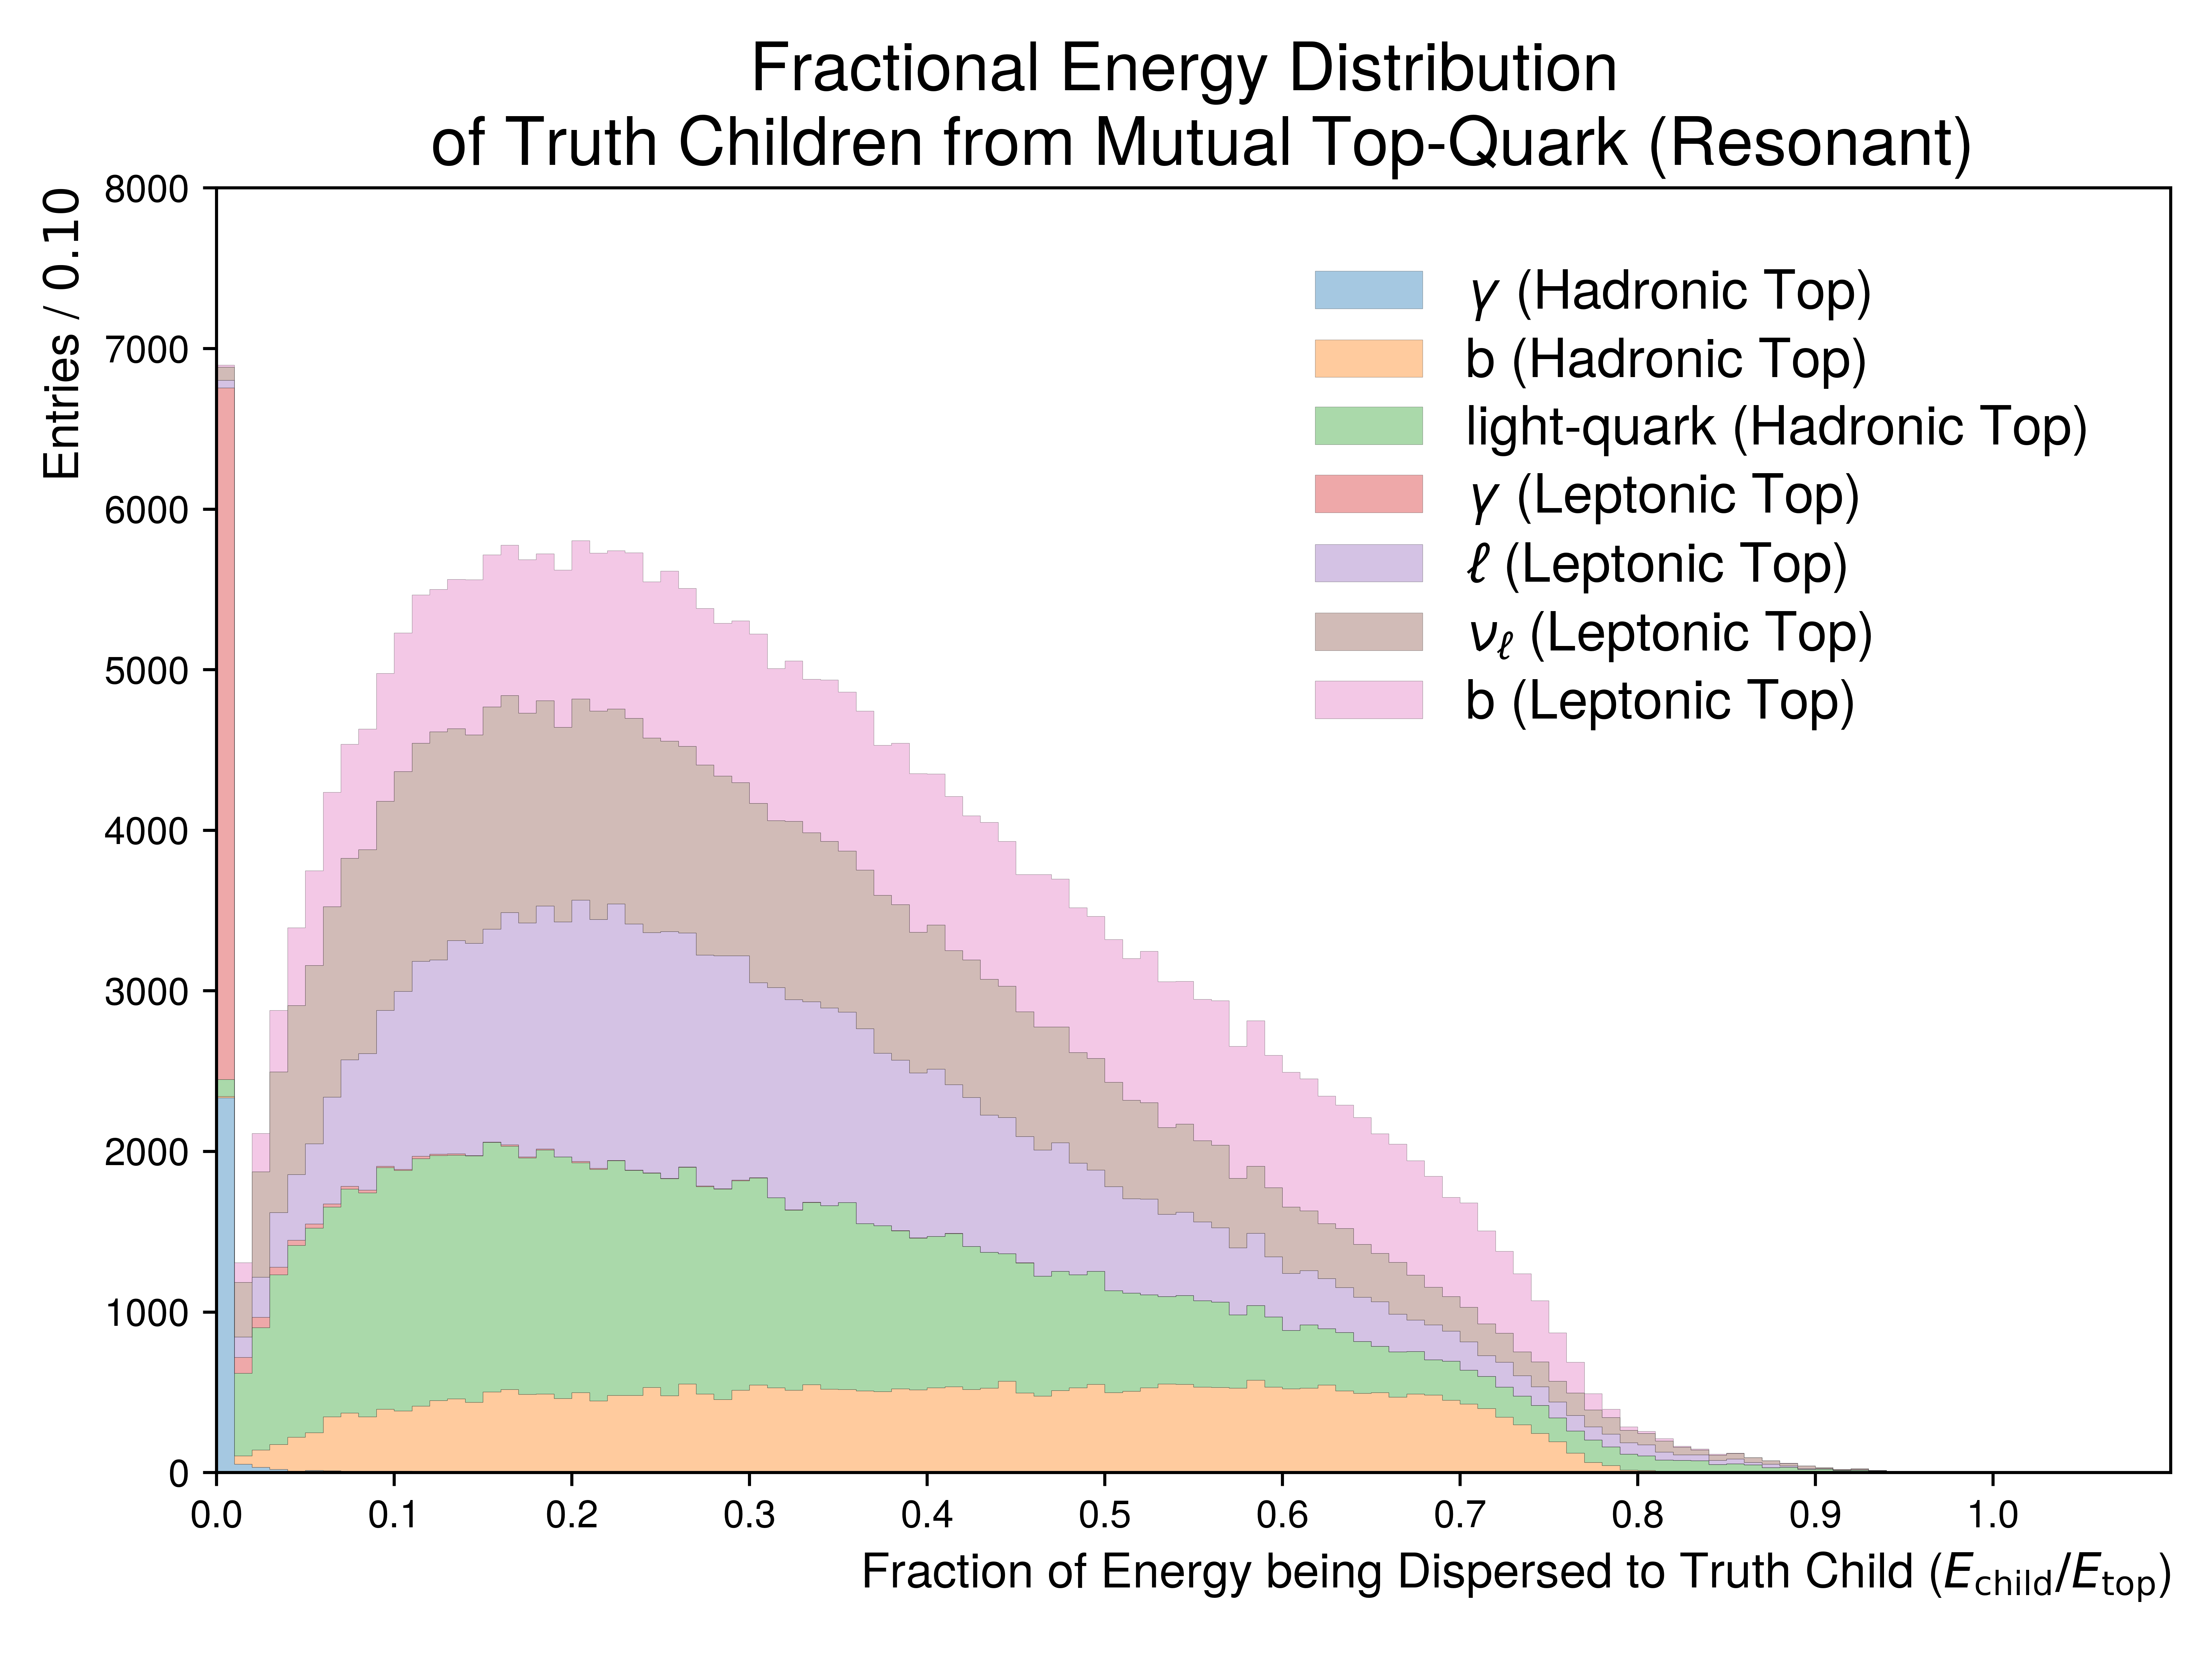 Fractional Energy Distribution
of Truth Children from Mutual Top-Quark (Resonant)
Entries / 0.10
8000
7000
6000
5000
4000
3000
2000
1000
0
γ (Hadronic Top)
b (Hadronic Top)
light-quark (Hadronic Top)
γ (Leptonic Top)
ℓ (Leptonic Top)
νℓ (Leptonic Top)
b (Leptonic Top)
0.0 0.1 0.2 0.3 0.4 0.5 0.6 0.7 0.8 0.9 1.0
Fraction of Energy being Dispersed to Truth Child (Echild/Etop)